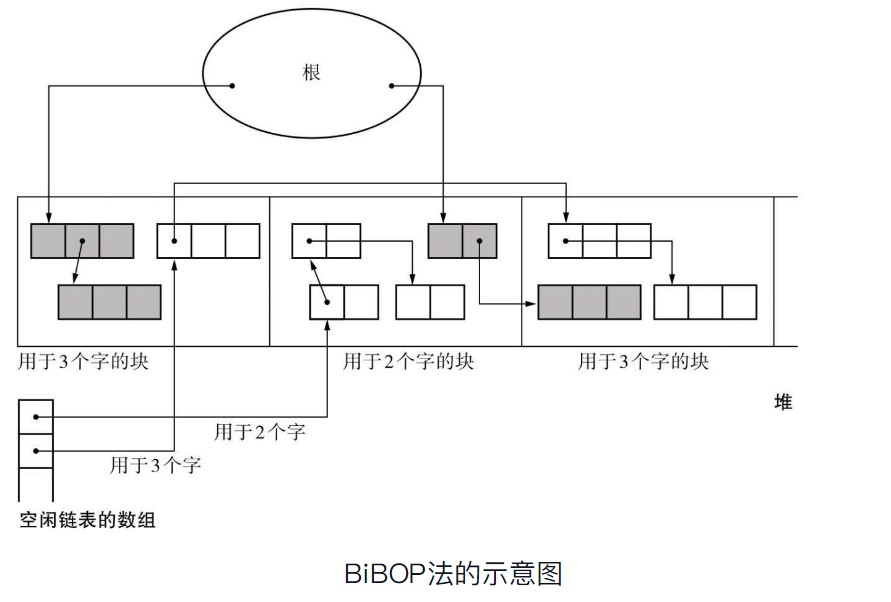 根
用于3个字的块
用于2个字的块
用于3个字的块
堆
用于2个字
用于3个字
空闲链表的数组
BiBOP法的示意图